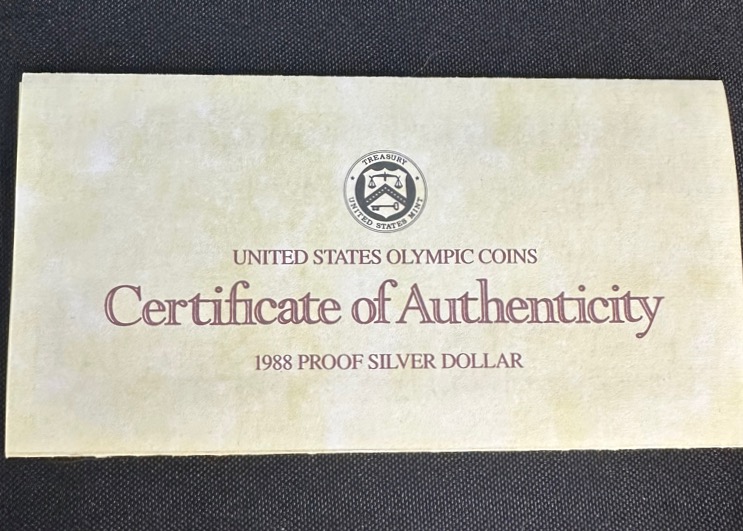 TREASURY
UNITED STATES MINT
UNITED STATES OLYMPIC COINS
Certificate of Authenticity
1988 PROOF SILVER DOLLAR